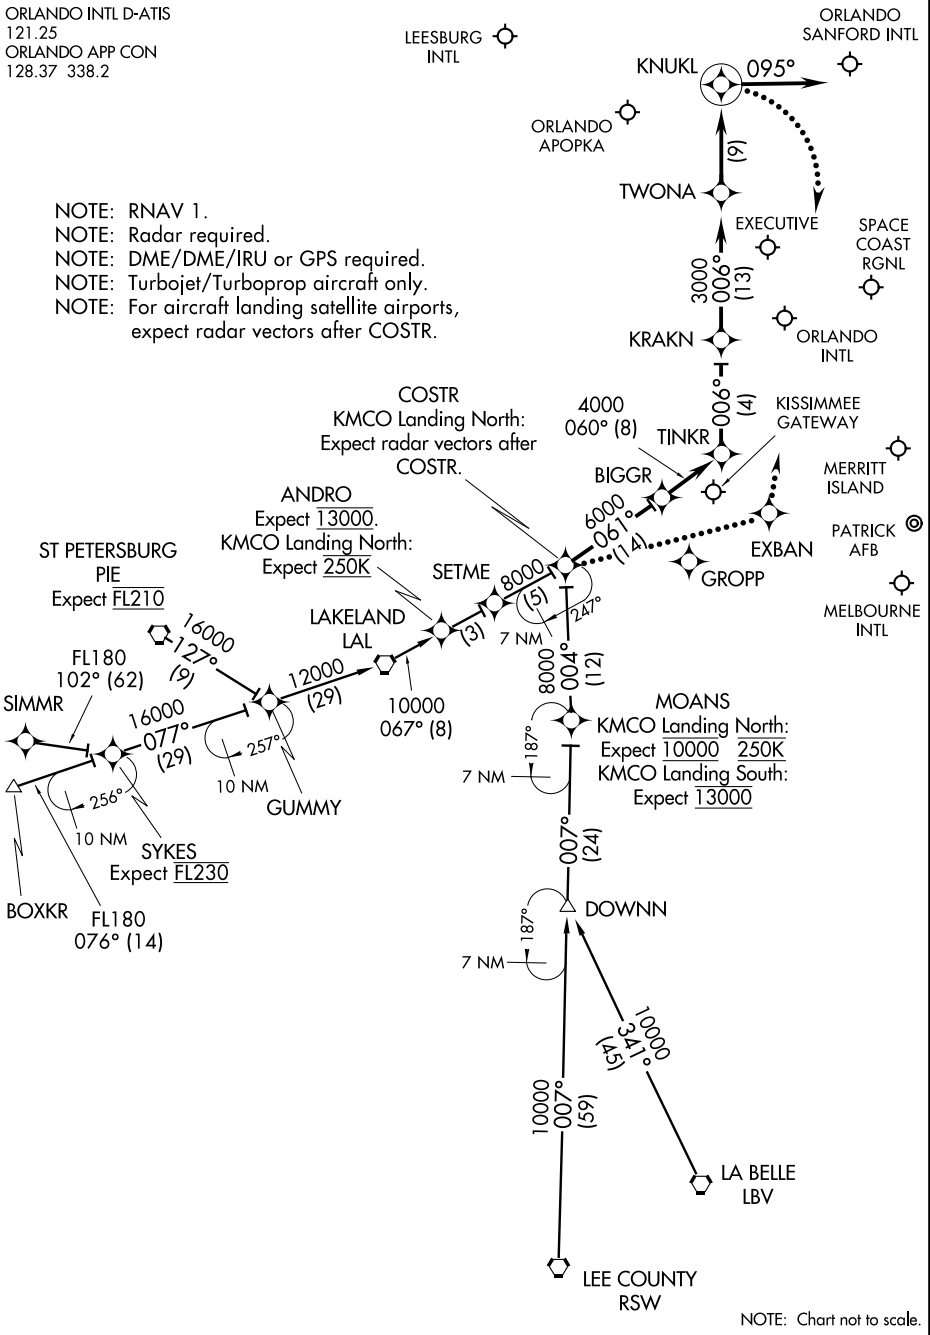 ORLANDO INTL D-ATIS
121.25
ORLANDO APP CON
128.37 338.2
LEESBURG
INTL
ORLANDO
SANFORD INTL
KNUKL
095°
ORLANDO
APOPKA
(9)
TWONA
EXECUTIVE
SPACE
COAST
RGNL
NOTE: RNAV 1.
NOTE: Radar required.
NOTE: DME/DME/IRU or GPS required.
NOTE: Turbojet/Turboprop aircraft only.
NOTE: For aircraft landing satellite airports,
expect radar vectors after COSTR.
3000
006°
(13)
KRAKN
ORLANDO
INTL
006°
(4)
COSTR
KMCO Landing North:
Expect radar vectors after
COSTR.
4000
060° (8)
TINKR
KISSIMMEE
GATEWAY
BIGGR
MERRITT
ISLAND
ANDRO
Expect 13000.
KMCO Landing North:
Expect 250K
6000
061°
(14)
EXBAN
PATRICK
AFB
GROPP
MELBOURNE
INTL
ST PETERSBURG
PIE
Expect FL210
SETME
8000
(5)
247°
7 NM
LAKELAND
LAL
(3)
16000
127°
(9)
FL180
102° (62)
12000
(29)
10000
067° (8)
8000
004°
(12)
SIMMR
16000
077°
(29)
257°
10 NM
GUMMY
MOANS
KMCO Landing North:
Expect 10000 250K
KMCO Landing South:
Expect 13000
187°
7 NM
256°
10 NM
SYKES
Expect FL230
BOXKR
FL180
076° (14)
007°
(24)
DOWNN
187°
7 NM
10000
341°
(45)
10000
007°
(59)
LA BELLE
LBV
LEE COUNTY
RSW
NOTE: Chart not to scale.